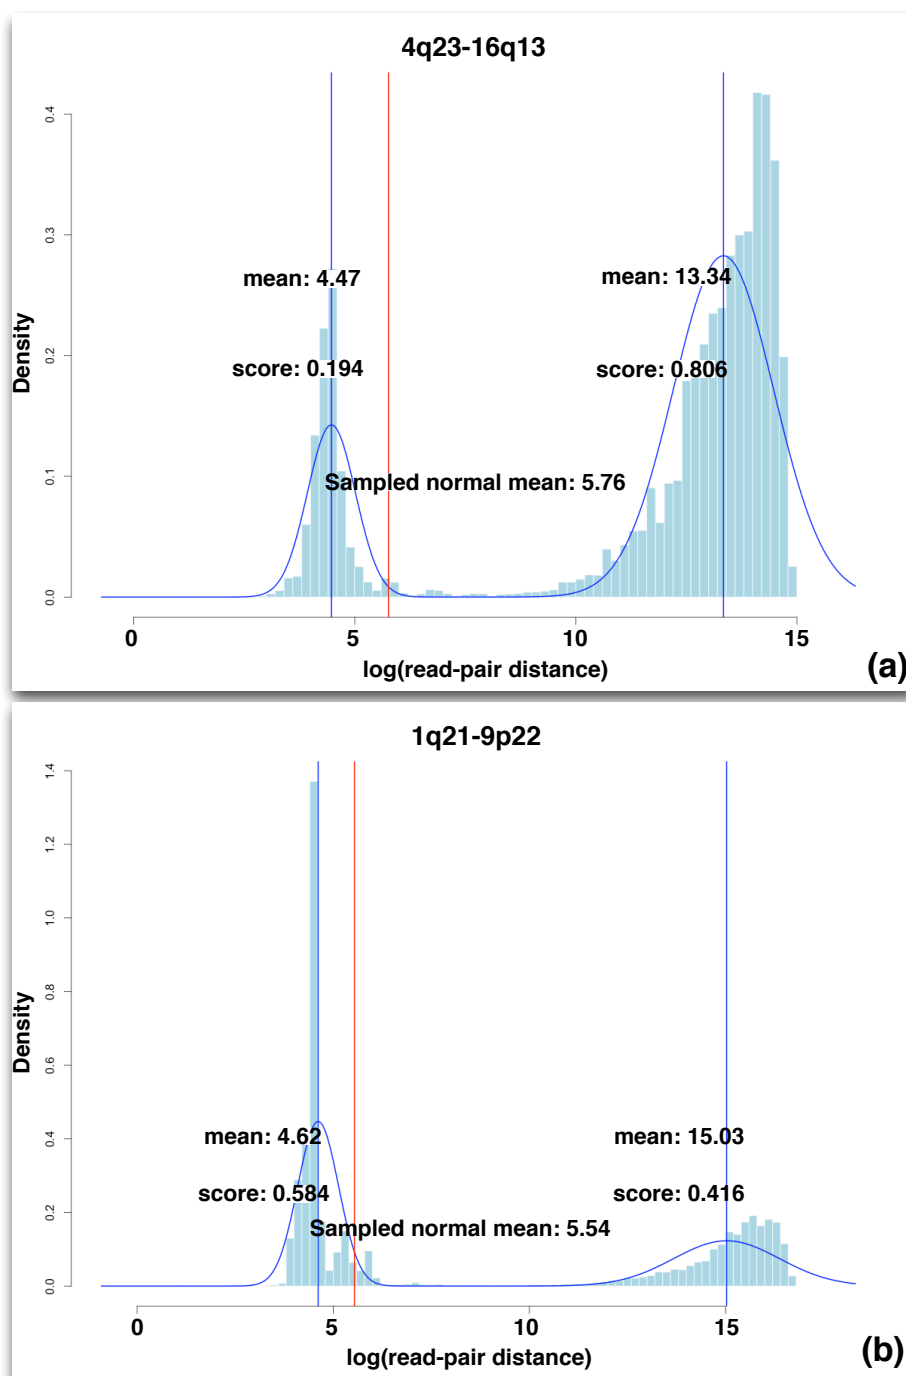 4q23-16q13
0.4
0.3
mean: 4.47
mean: 13.34
Density
0.2
score: 0.194
score: 0.806
0.1
Sampled normal mean: 5.76
0.0
0 5 10 15
log(read-pair distance)
(a)
1q21-9p22
1.4
1.2
1.0
0.8
Density
0.6
0.4
mean: 4.62
mean: 15.03
score: 0.584
score: 0.416
0.2
Sampled normal mean: 5.54
0.0
0 5 10 15
log(read-pair distance)
(b)